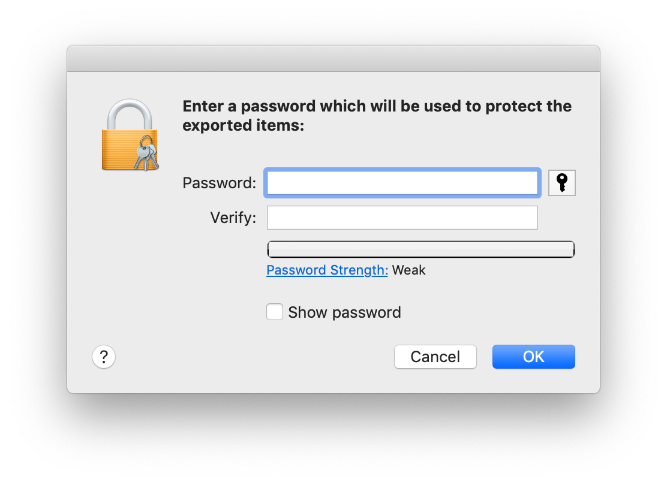 Enter a password which will be used to protect the
exported items:
Password:
Verify:
Password Strength: Weak
Show password
?
Cancel
OK